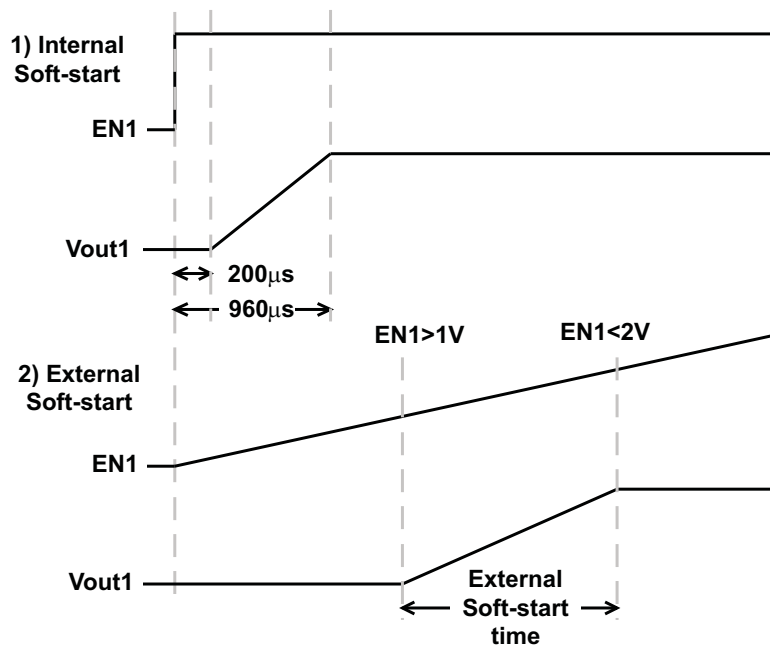 1) Internal
Soft-start
EN1
Vout1
200μs
960μs
EN1>1V
EN1<2V
2) External
Soft-start
EN1
Vout1
External
Soft-start
time